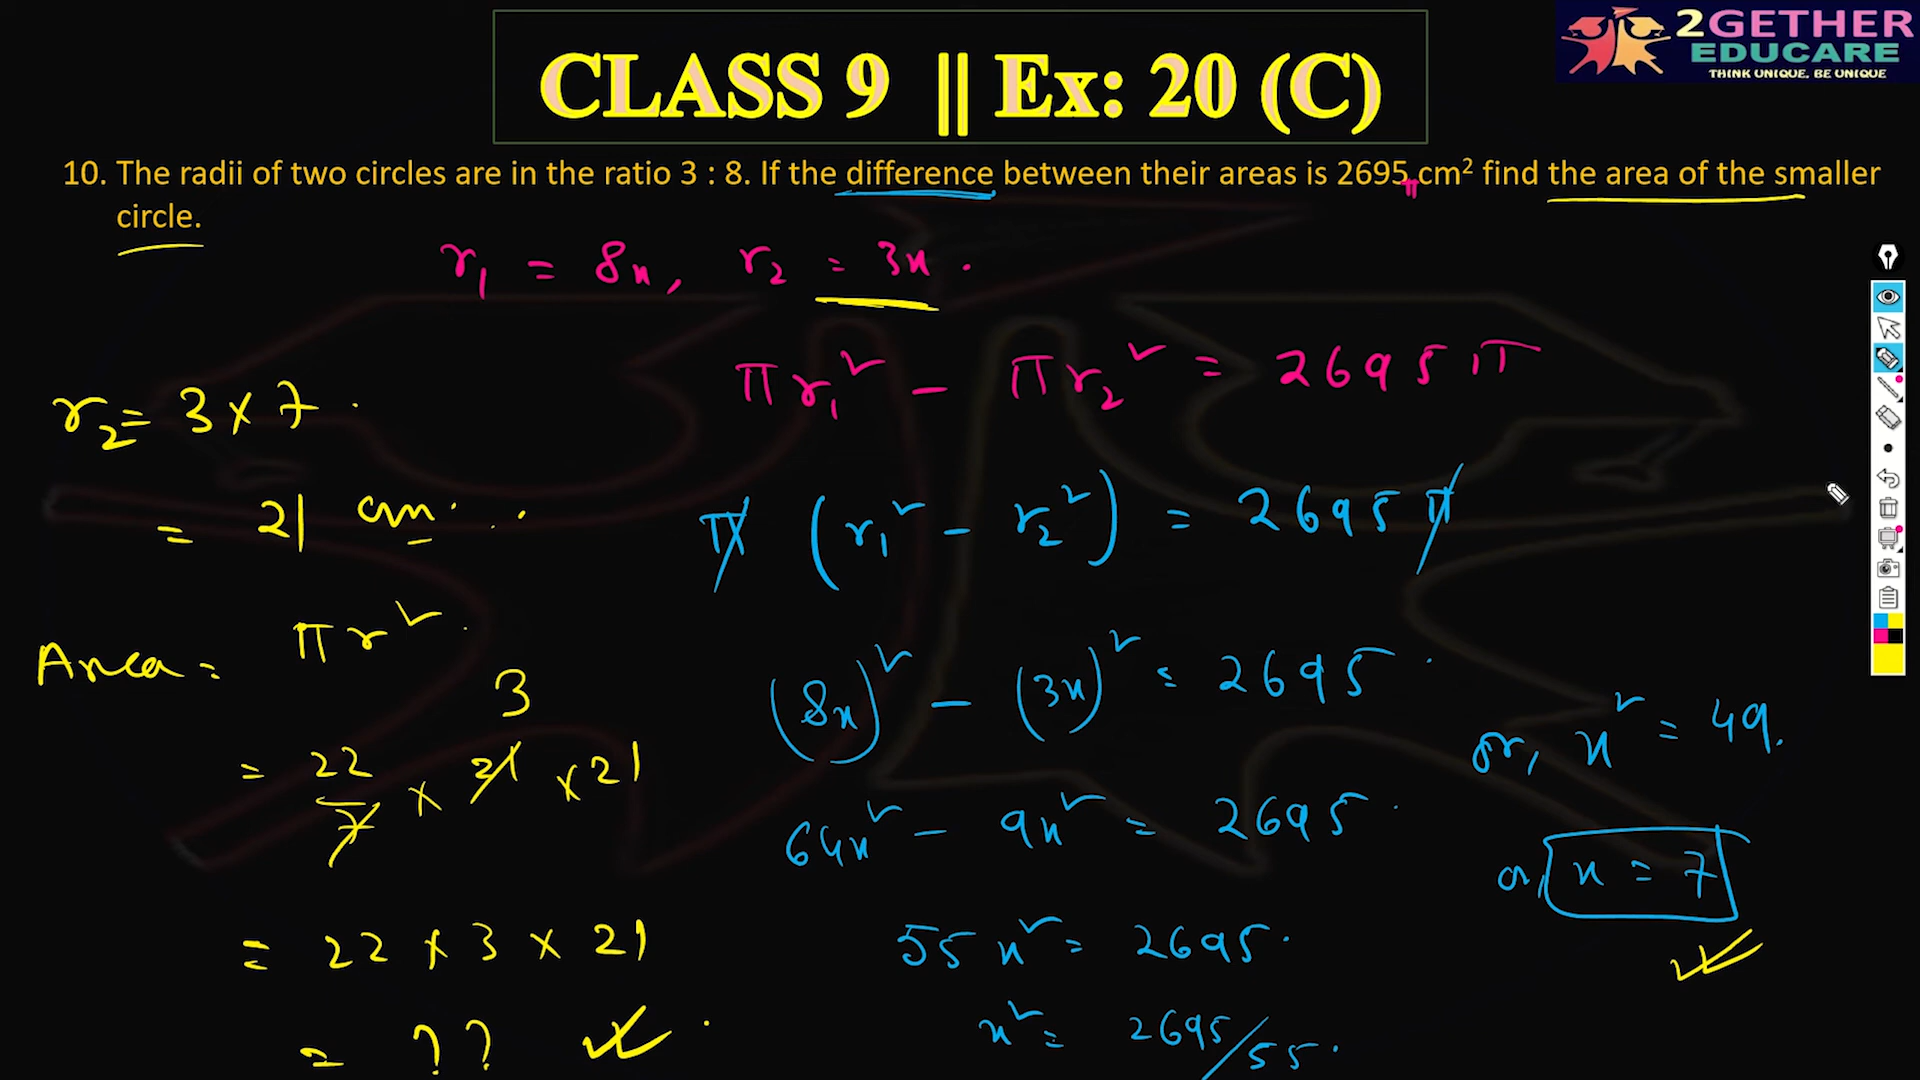 2GETHER
EDUCARE
THINK UNIQUE. BE UNIQUE
CLASS 9 || Ex: 20 (C)
10. The radii of two circles are in the ratio 3 : 8. If the difference between their areas is 2695 π cm² find the area of the smaller
circle.
r₁ = 8x, r₂ = 3x.
πr₁² - πr₂² = 2695 π
π (r₁² - r₂²) = 2695 π
(8x)² - (3x)² = 2695.
64x² - 9x² = 2695.
55x² = 2695.
x² = 2695/55.
or, x² = 49.
or, x = 7
r₂ = 3 × 7.
= 21 cm.
Area = πr².
3
= 22/7 × 21 × 21
= 22 × 3 × 21
= ??